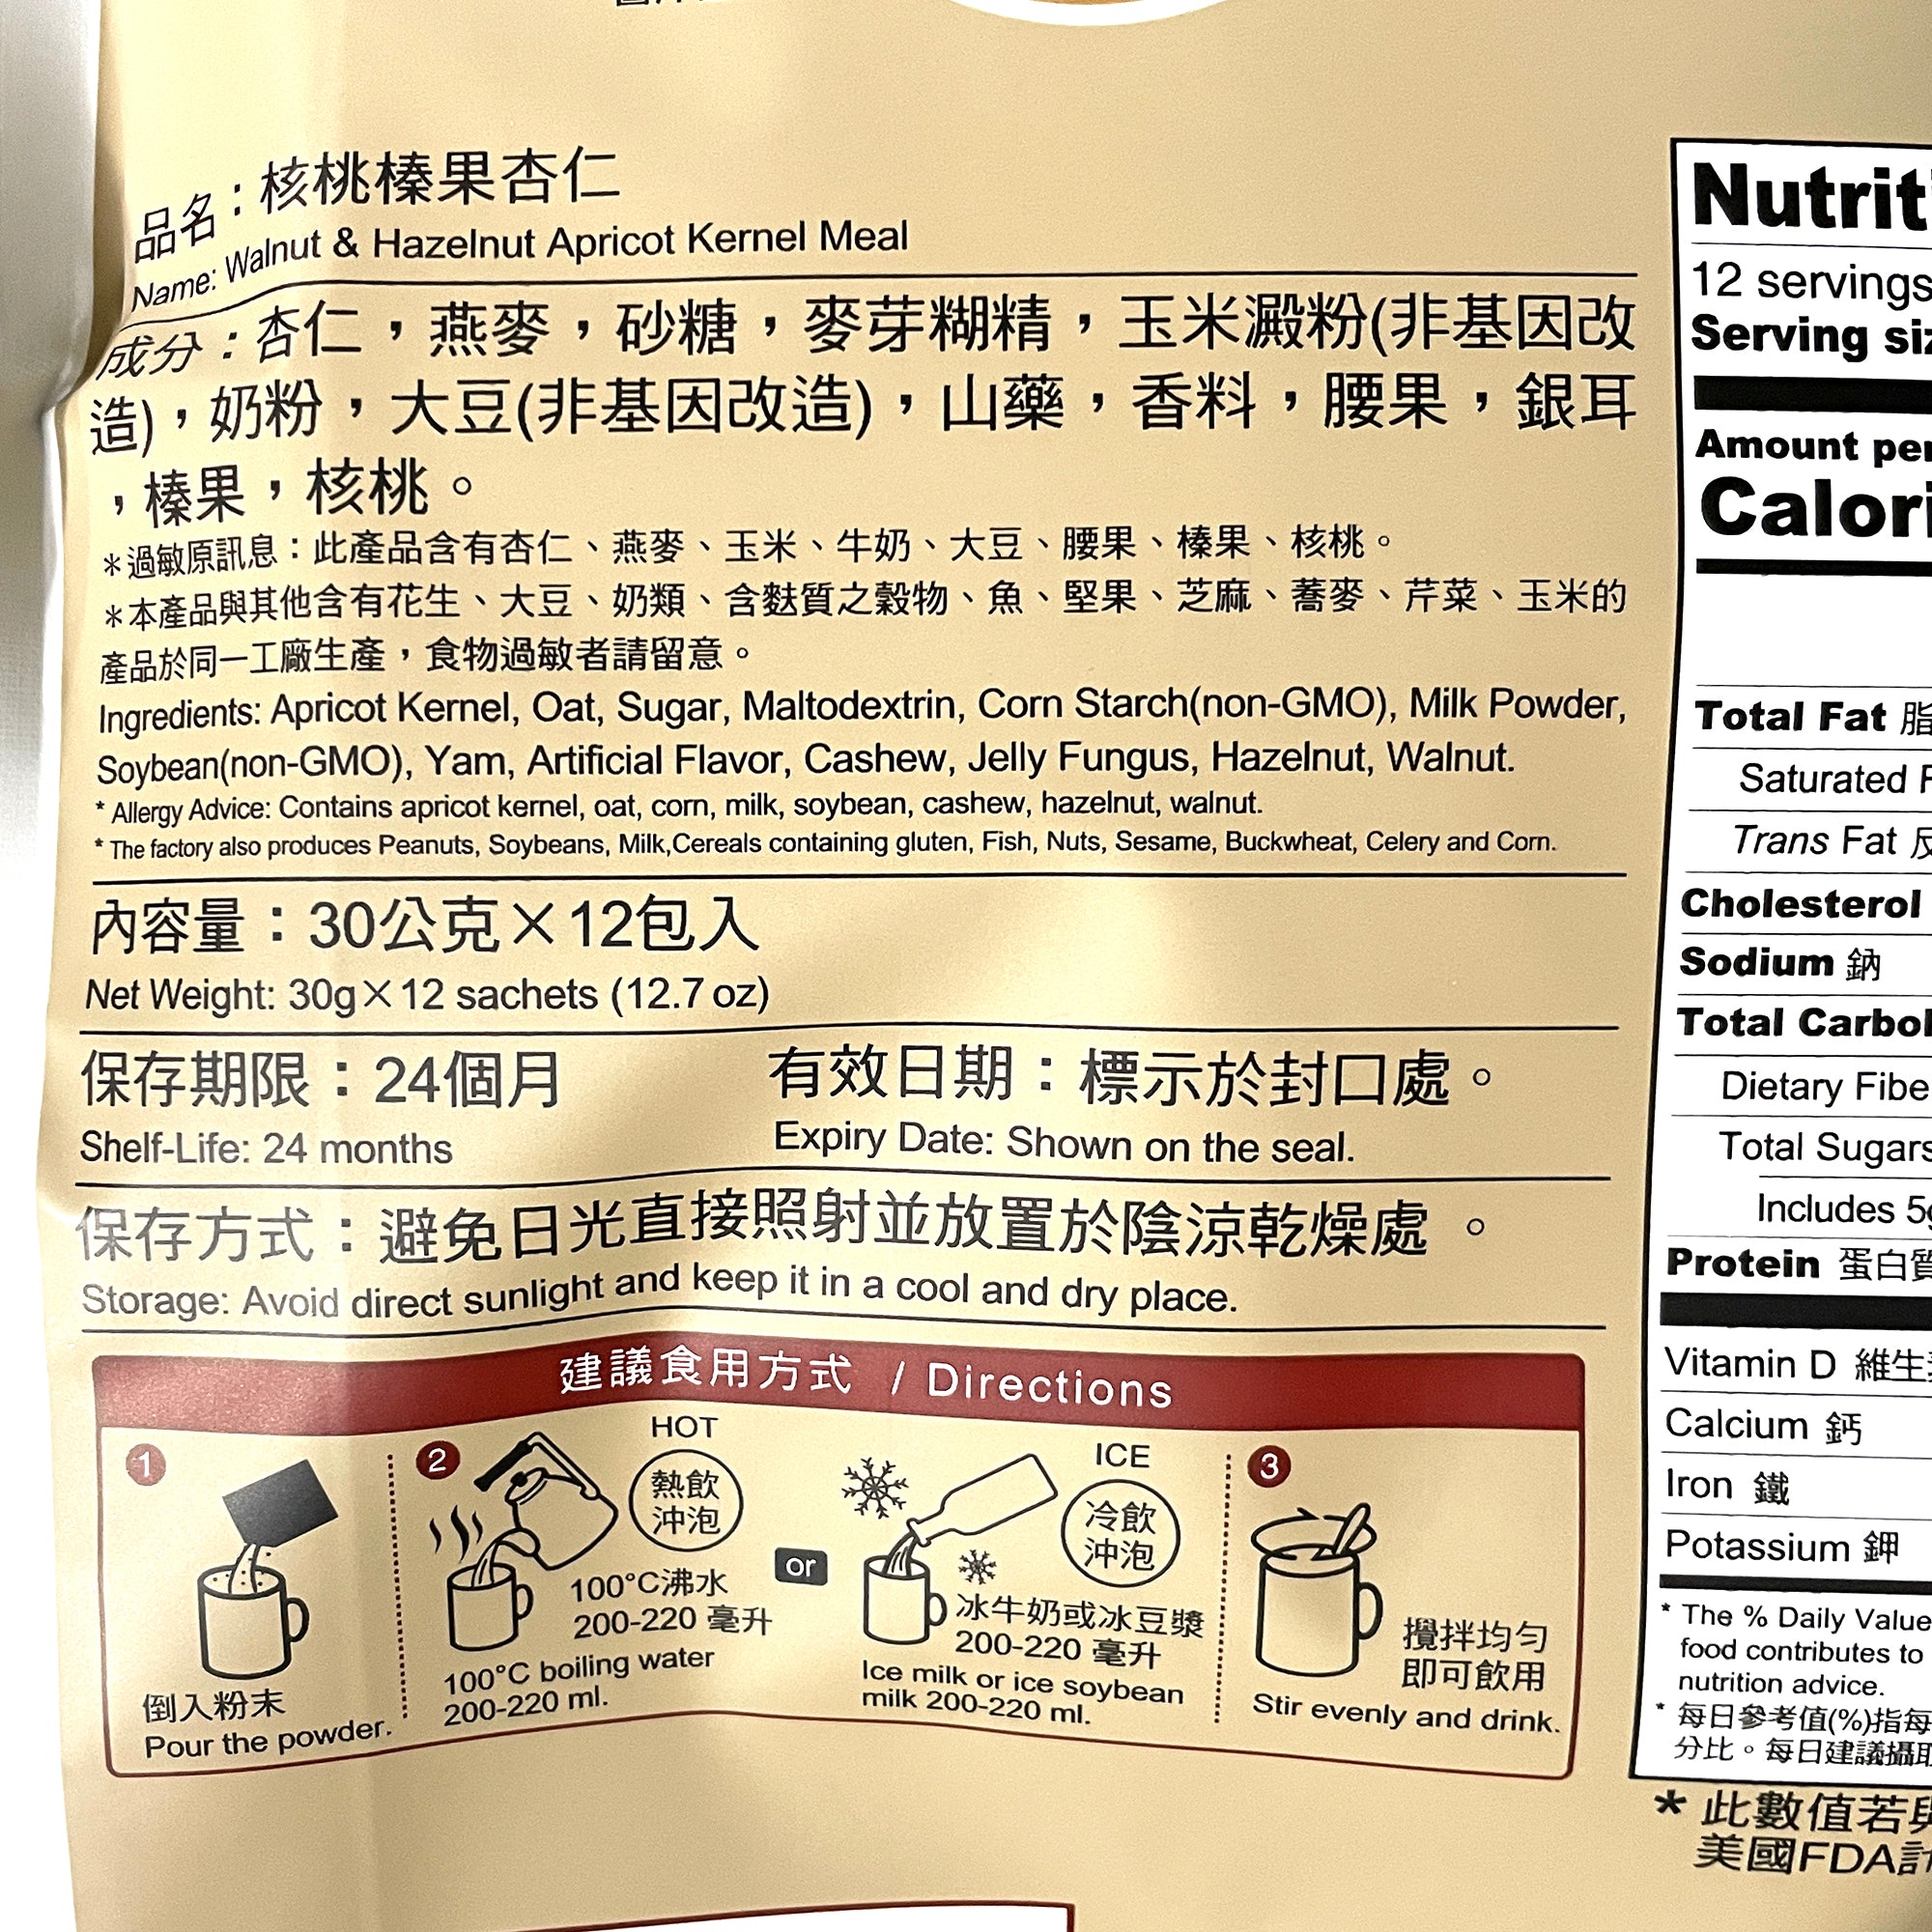 品名：核桃榛果杏仁
Name: Walnut & Hazelnut Apricot Kernel Meal
成分：杏仁，燕麥，砂糖，麥芽糊精，玉米澱粉(非基因改
造)，奶粉，大豆(非基因改造)，山藥，香料，腰果，銀耳
，榛果，核桃。
＊過敏原訊息：此產品含有杏仁、燕麥、玉米、牛奶、大豆、腰果、榛果、核桃。
＊本產品與其他含有花生、大豆、奶類、含麩質之穀物、魚、堅果、芝麻、蕎麥、芹菜、玉米的
產品於同一工廠生產，食物過敏者請留意。
Ingredients: Apricot Kernel, Oat, Sugar, Maltodextrin, Corn Starch(non-GMO), Milk Powder,
Soybean(non-GMO), Yam, Artificial Flavor, Cashew, Jelly Fungus, Hazelnut, Walnut.
* Allergy Advice: Contains apricot kernel, oat, corn, milk, soybean, cashew, hazelnut, walnut.
* The factory also produces Peanuts, Soybeans, Milk,Cereals containing gluten, Fish, Nuts, Sesame, Buckwheat, Celery and Corn.
內容量：30公克×12包入
Net Weight: 30g×12 sachets (12.7 oz)
保存期限：24個月
Shelf-Life: 24 months
有效日期：標示於封口處。
Expiry Date: Shown on the seal.
保存方式：避免日光直接照射並放置於陰涼乾燥處。
Storage: Avoid direct sunlight and keep it in a cool and dry place.
建議食用方式 / Directions
1
倒入粉末
Pour the powder.
2
HOT
熱飲
沖泡
100°C沸水
200-220 毫升
100°C boiling water
200-220 ml.
or
ICE
冷飲
沖泡
冰牛奶或冰豆漿
200-220 毫升
Ice milk or ice soybean
milk 200-220 ml.
3
攪拌均勻
即可飲用
Stir evenly and drink.
12 servings
Serving
Amount
Total Fat
Saturated
Trans Fat
Cholesterol
Sodium 鈉
Total
Dietary
Total Sugars
Includes
Protein 蛋白質
Vitamin D 維生
Calcium 鈣
Iron 鐵
Potassium 鉀
* The % Daily Value
food contributes to
nutrition advice.
* 每日參考值(%)指每
分比。每日建議攝
* 此數值若
美國FDA